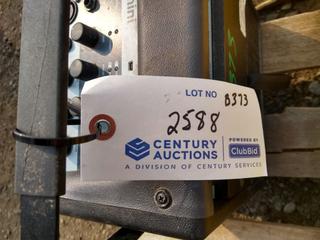 LOT NO B373
2588
CENTURY AUCTIONS
POWERED BY
ClubBid
A DIVISION OF CENTURY SERVICES